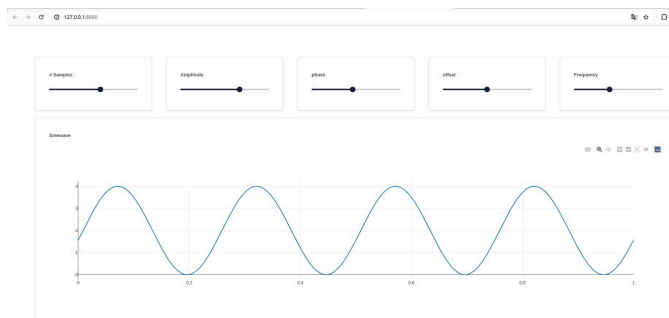 127.0.0.1:8000
# Samples
Amplitude
phase
offset
Frequency
Sinewave
4
3
2
1
0
0 0.2 0.4 0.6 0.8 1